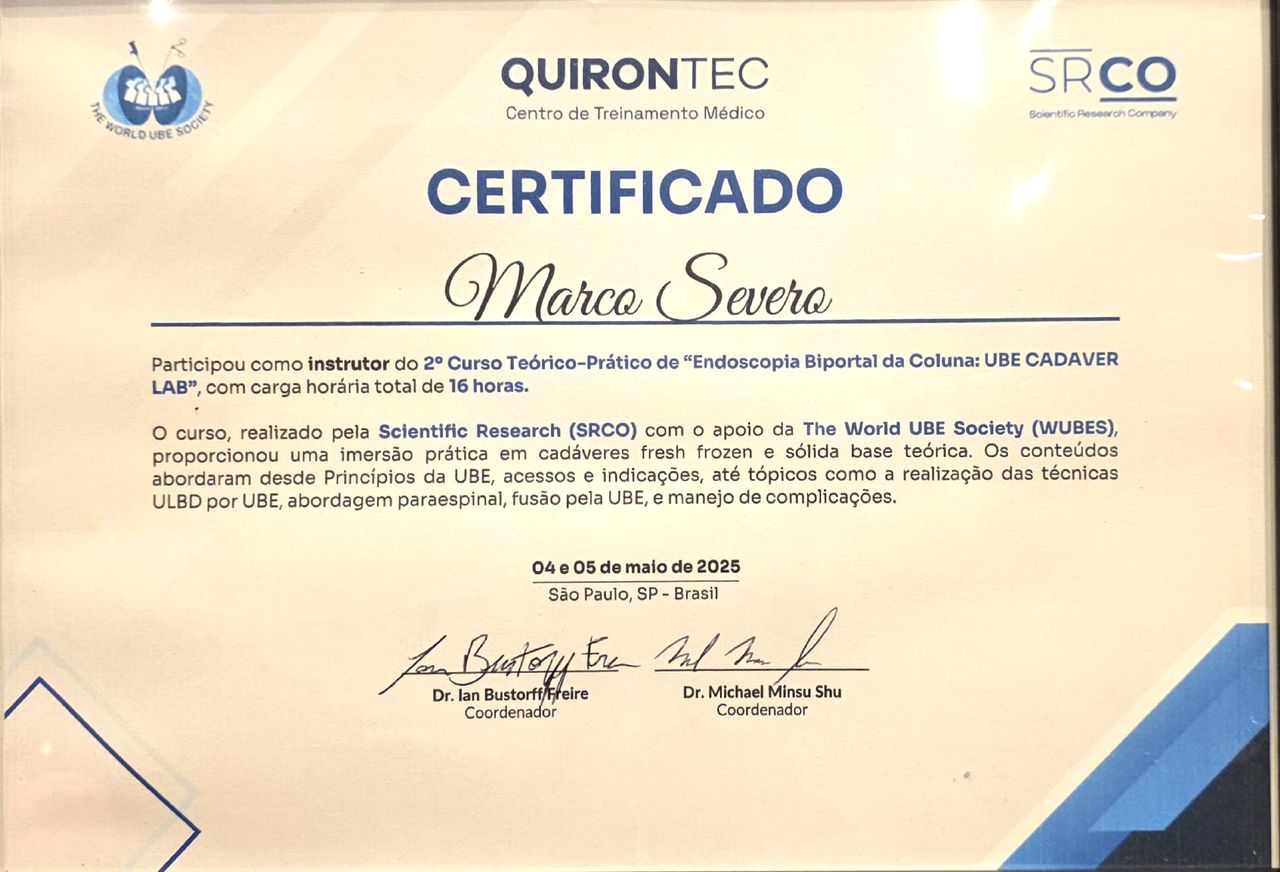 THE WORLD UBE SOCIETY
QUIRONTEC
Centro de Treinamento Médico
SRCO
Scientific Research Company
CERTIFICADO
Marco Severo
Participou como instrutor do 2º Curso Teórico-Prático de “Endoscopia Biportal da Coluna: UBE CADAVER
LAB”, com carga horária total de 16 horas.
O curso, realizado pela Scientific Research (SRCO) com o apoio da The World UBE Society (WUBES),
proporcionou uma imersão prática em cadáveres fresh frozen e sólida base teórica. Os conteúdos
abordaram desde Princípios da UBE, acessos e indicações, até tópicos como a realização das técnicas
ULBD por UBE, abordagem paraespinal, fusão pela UBE, e manejo de complicações.
04 e 05 de maio de 2025
São Paulo, SP - Brasil
Dr. Ian Bustorff Freire
Coordenador
Dr. Michael Minsu Shu
Coordenador